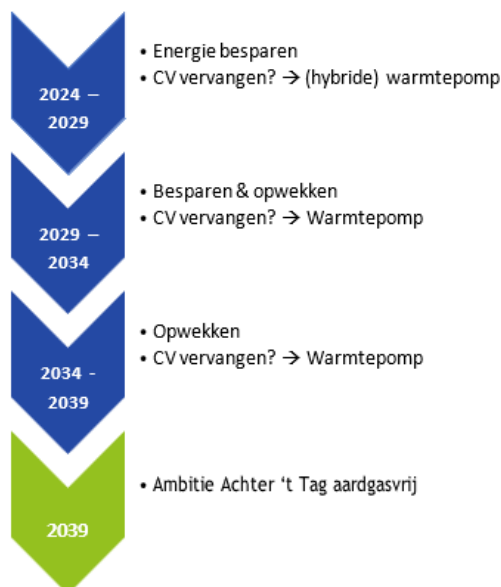 2024 –
2029
• Energie besparen
• CV vervangen? → (hybride) warmtepomp
2029 –
2034
• Besparen & opwekken
• CV vervangen? → Warmtepomp
2034 -
2039
• Opwekken
• CV vervangen? → Warmtepomp
2039
• Ambitie Achter ‘t Tag aardgasvrij